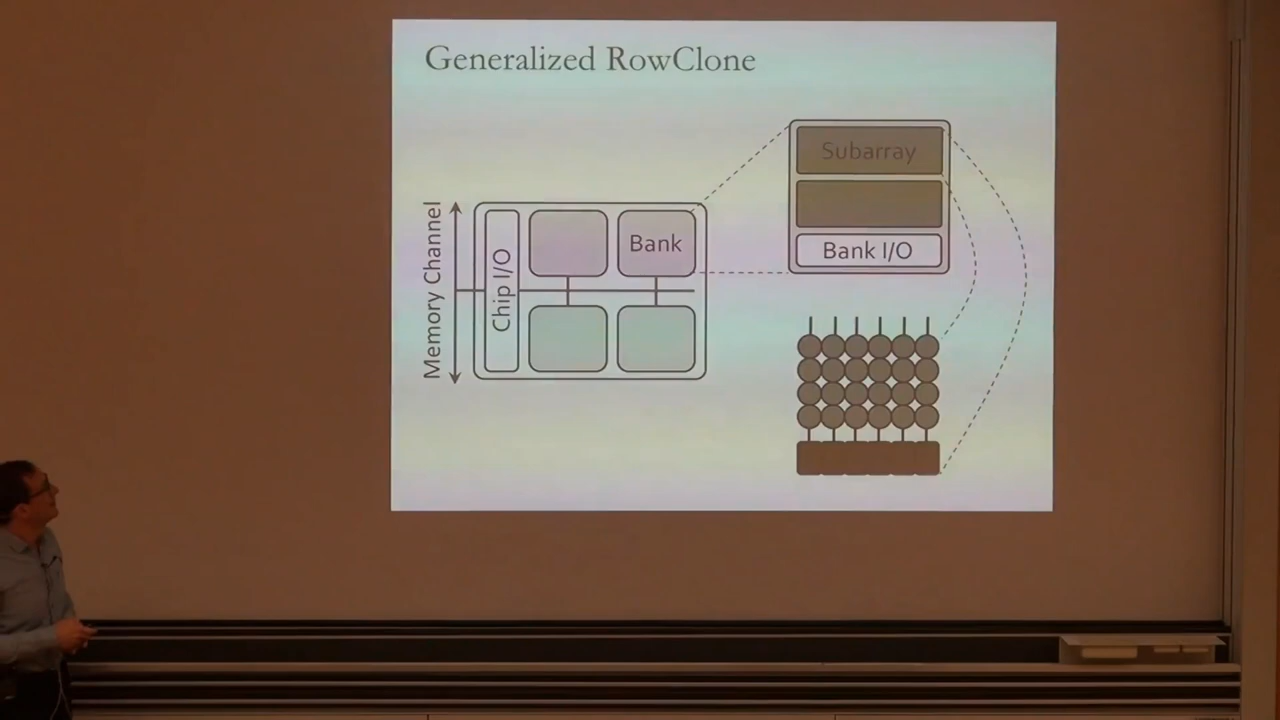 Generalized RowClone
Memory Channel
Chip I/O
Bank
Subarray
Bank I/O